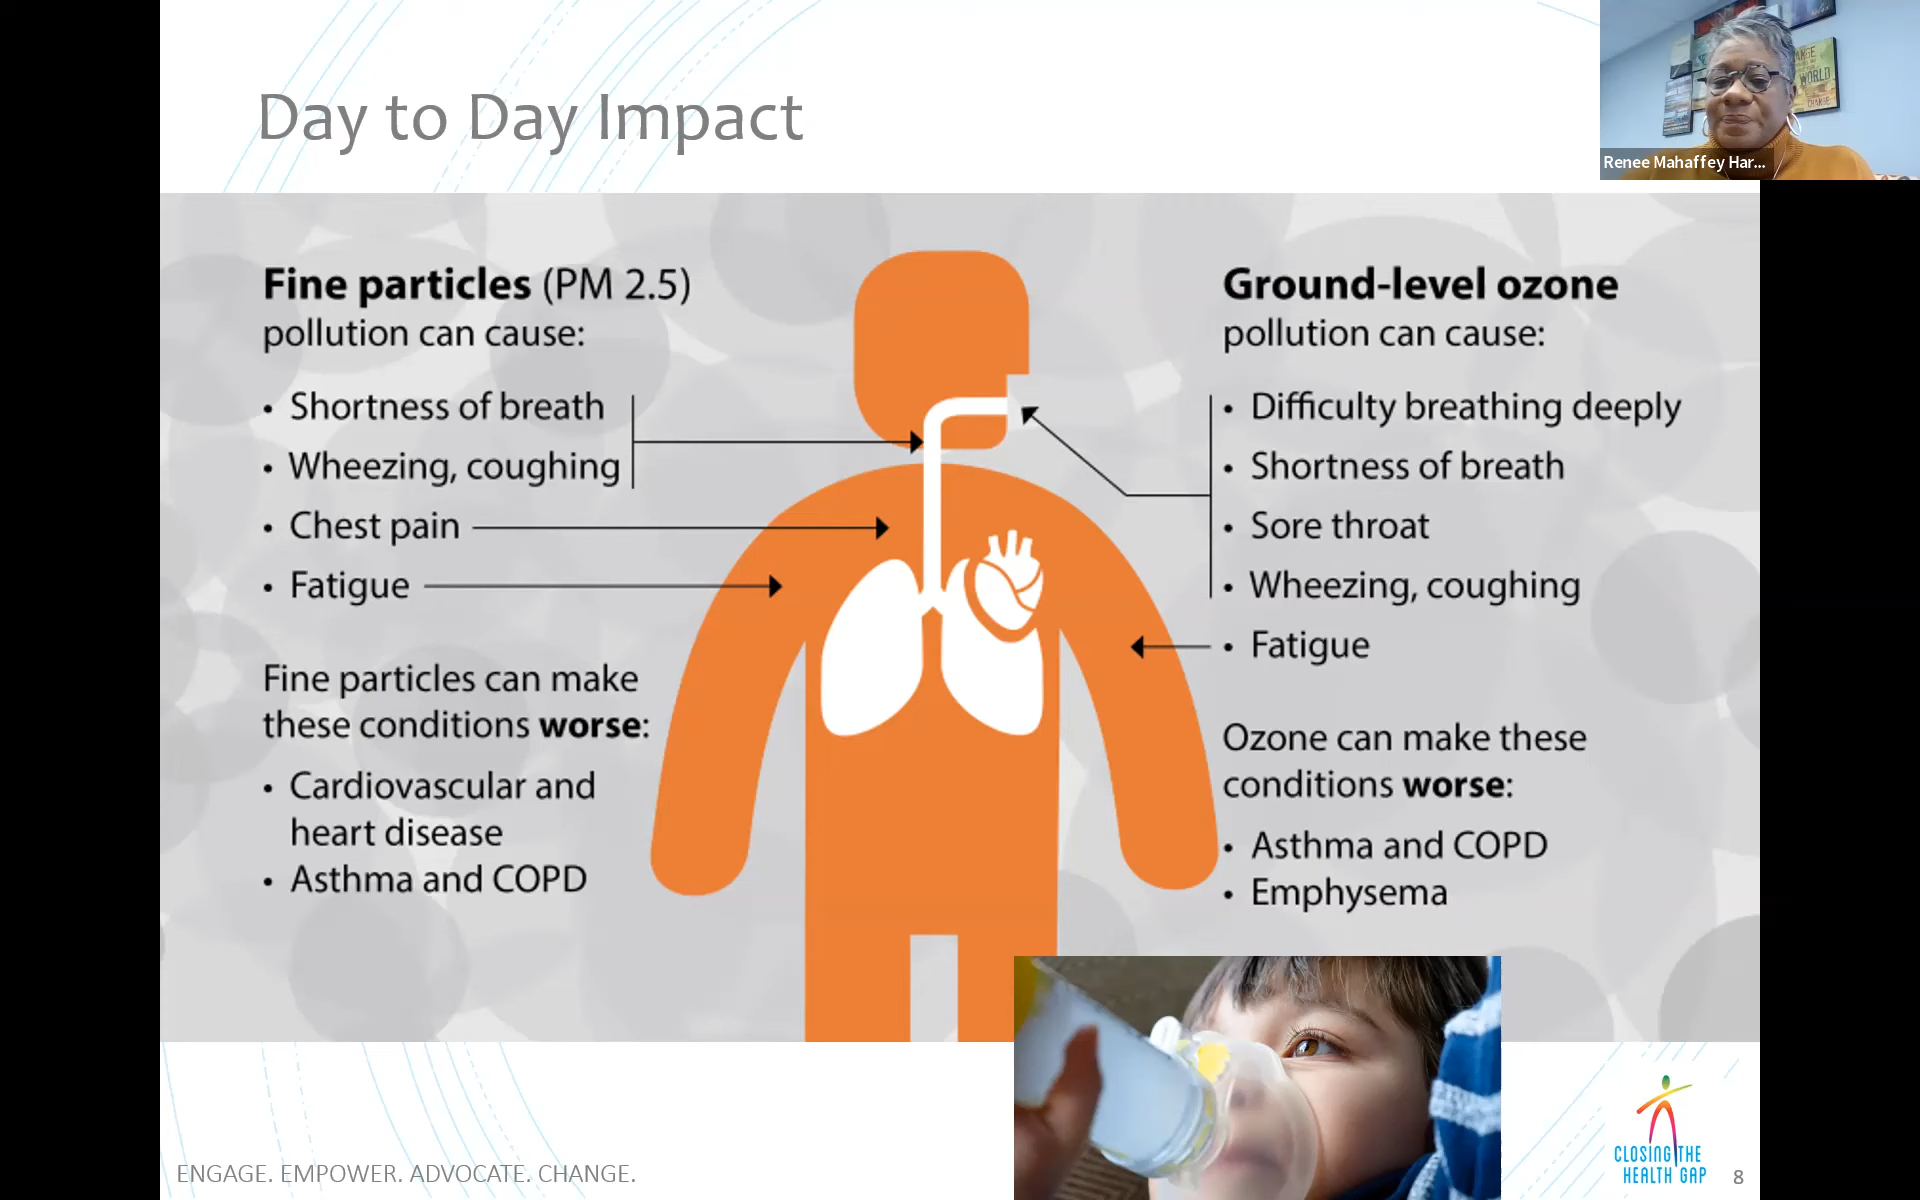 Day to Day Impact
Renee Mahaffey Har...
ANGE
WORLD
CHANGE
Fine particles (PM 2.5)
pollution can cause:
• Shortness of breath
• Wheezing, coughing
• Chest pain
• Fatigue
Fine particles can make
these conditions worse:
• Cardiovascular and
heart disease
• Asthma and COPD
Ground-level ozone
pollution can cause:
• Difficulty breathing deeply
• Shortness of breath
• Sore throat
• Wheezing, coughing
• Fatigue
Ozone can make these
conditions worse:
• Asthma and COPD
• Emphysema
ENGAGE. EMPOWER. ADVOCATE. CHANGE.
CLOSING THE
HEALTH GAP
8